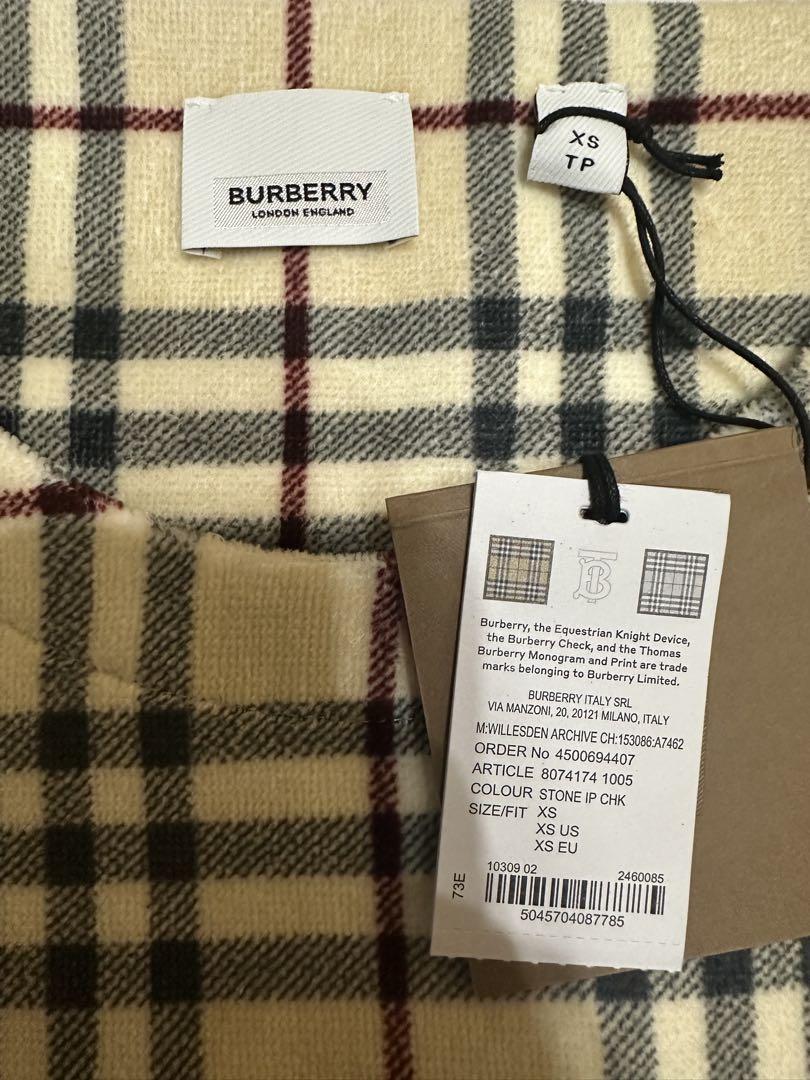 BURBERRY
LONDON ENGLAND
XS
TP
Burberry, the Equestrian Knight Device,
the Burberry Check, and the Thomas
Burberry Monogram and Print are trade
marks belonging to Burberry Limited.
BURBERRY ITALY SRL
VIA MANZONI, 20, 20121 MILANO, ITALY
M:WILLESDEN ARCHIVE CH:153086:A7462
ORDER No 4500694407
ARTICLE 8074174 1005
COLOUR STONE IP CHK
SIZE/FIT XS
XS US
XS EU
73E
10309 02 2460085
5045704087785